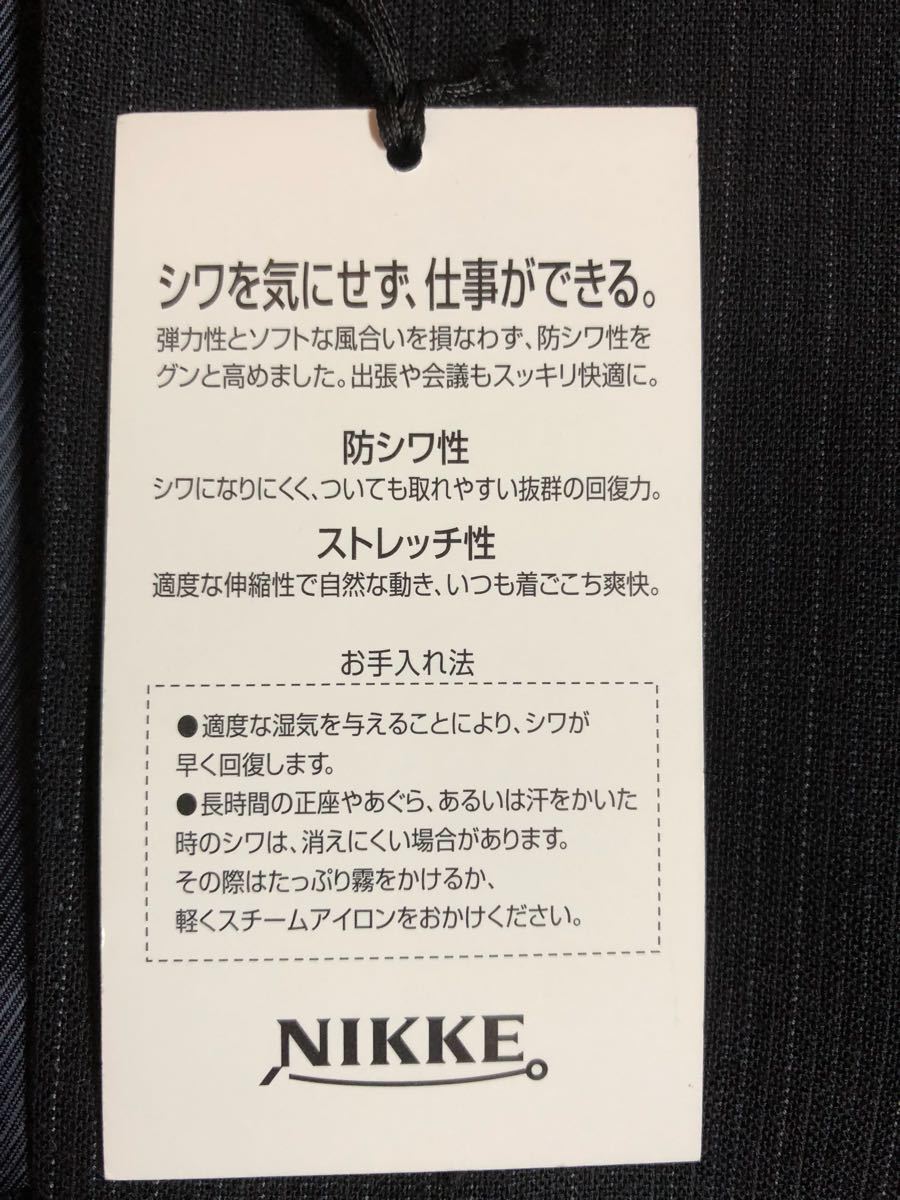 シワを気にせず、仕事ができる。
弾力性とソフトな風合いを損なわず、防シワ性を
グンと高めました。出張や会議もスッキリ快適に。
防シワ性
シワになりにくく、ついても取れやすい抜群の回復力。
ストレッチ性
適度な伸縮性で自然な動き、いつも着ごこち爽快。
お手入れ法
●適度な湿気を与えることにより、シワが
早く回復します。
●長時間の正座やあぐら、あるいは汗をかいた
時のシワは、消えにくい場合があります。
その際はたっぷり霧をかけるか、
軽くスチームアイロンをおかけください。
NIKKE